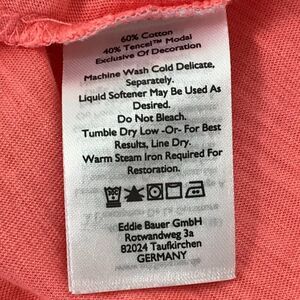 60% Cotton
40% Tencel™ Modal
Exclusive Of Decoration
Machine Wash Cold Delicate,
Separately.
Liquid Softener May Be Used As
Desired.
Do Not Bleach.
Tumble Dry Low -Or- For Best
Results, Line Dry.
Warm Steam Iron Required For
Restoration.
Eddie Bauer GmbH
Rotwandweg 3a
82024 Taufkirchen
GERMANY